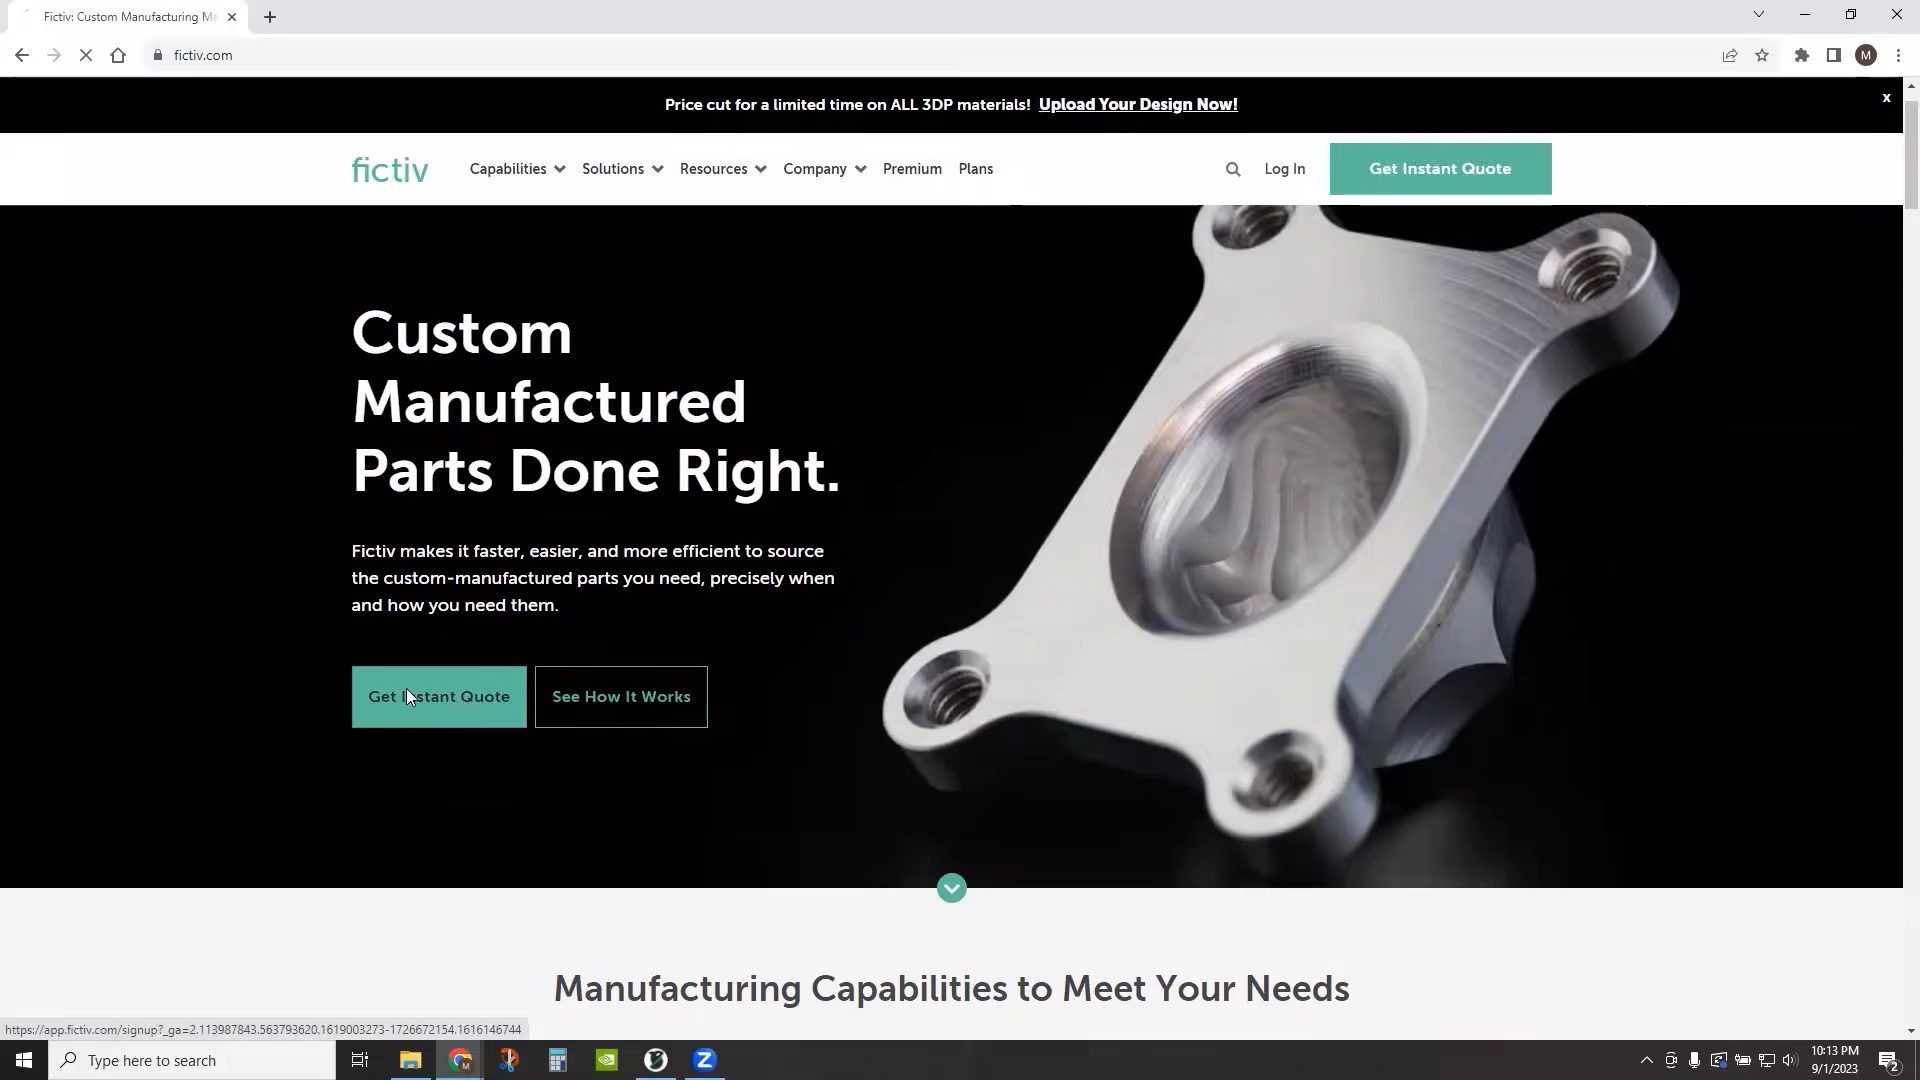 Fictiv: Custom Manufacturing Ma
fictiv.com
M
Price cut for a limited time on ALL 3DP materials! Upload Your Design Now!
x
fictiv
Capabilities
Solutions
Resources
Company
Premium
Plans
Log In
Get Instant Quote
Custom
Manufactured
Parts Done Right.
Fictiv makes it faster, easier, and more efficient to source
the custom-manufactured parts you need, precisely when
and how you need them.
Get Instant Quote
See How It Works
Manufacturing Capabilities to Meet Your Needs
https://app.fictiv.com/signup?_ga=2.113987843.563793620.1619003273-1726672154.1616146744
Type here to search
10:13 PM
9/1/2023
2